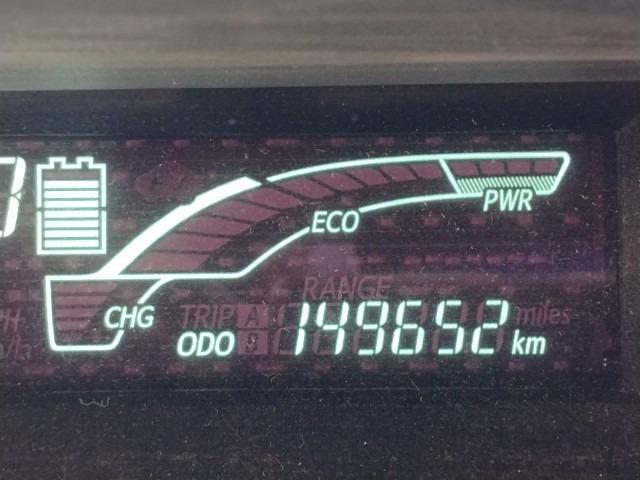 ECO
PWR
CHG
RANGE
TRIP A
miles
ODO B 149652 km